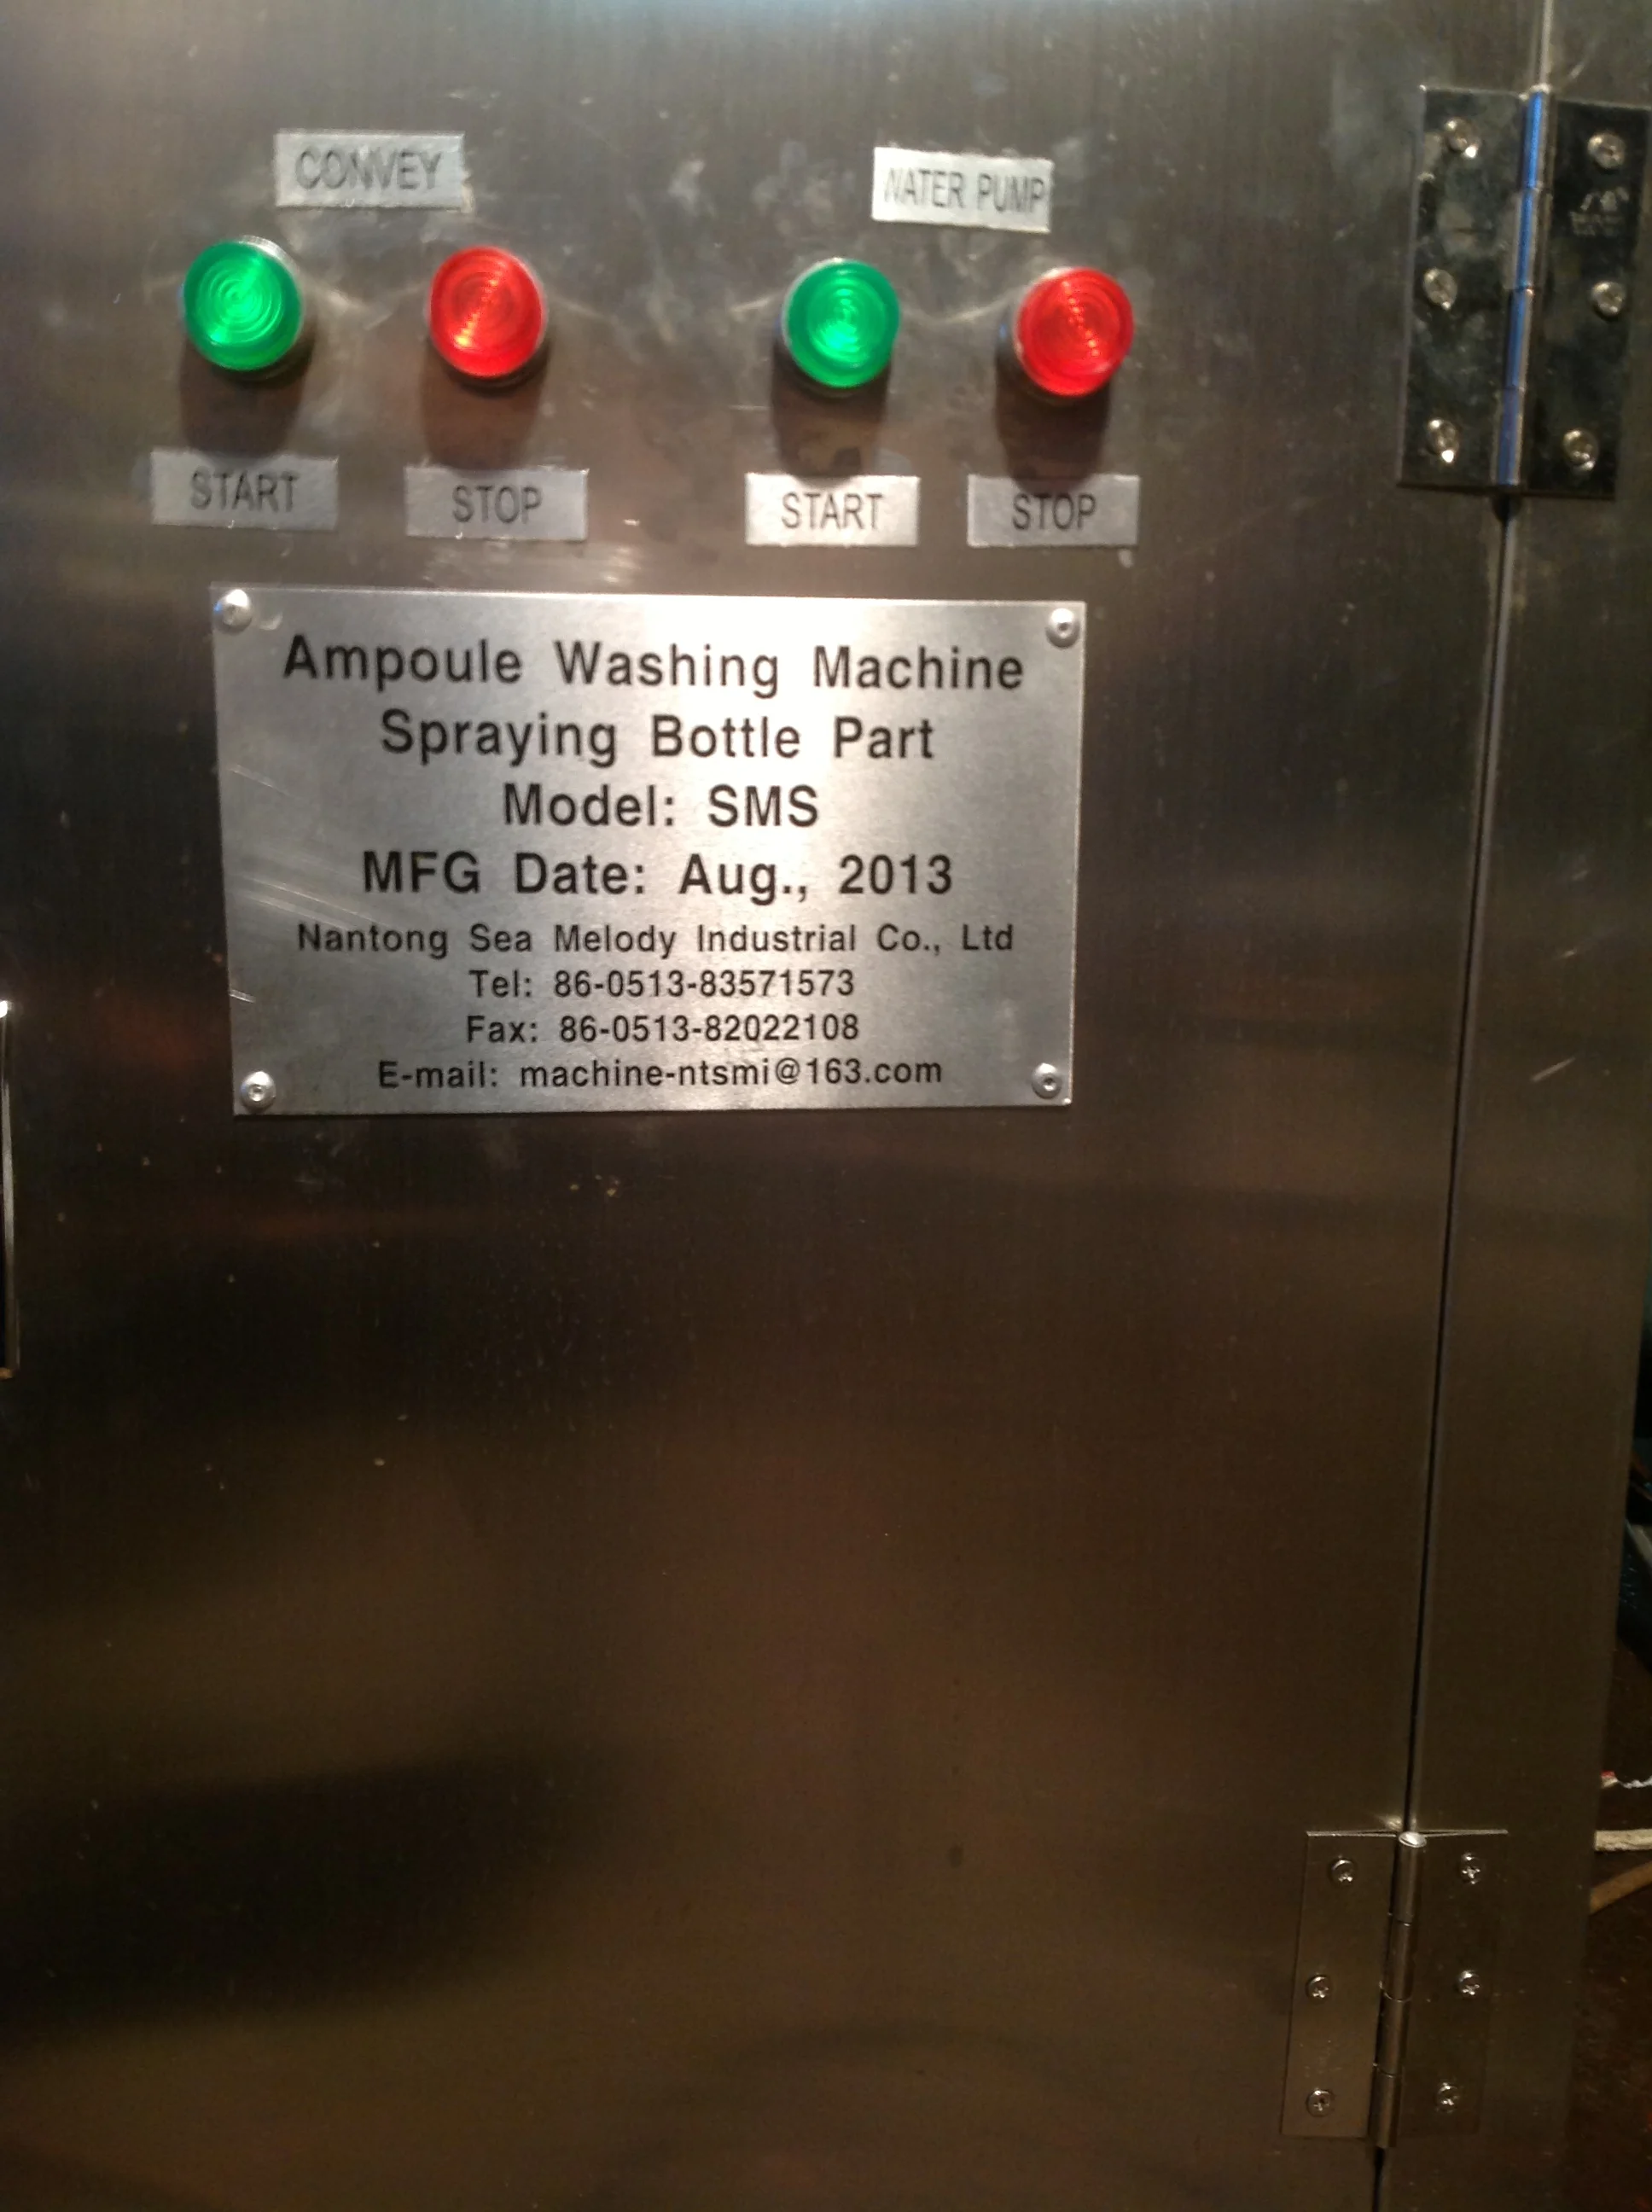 CONVEY
WATER PUMP
START STOP START STOP
Ampoule Washing Machine
Spraying Bottle Part
Model: SMS
MFG Date: Aug., 2013
Nantong Sea Melody Industrial Co., Ltd
Tel: 86-0513-83571573
Fax: 86-0513-82022108
E-mail: machine-ntsmi@163.com